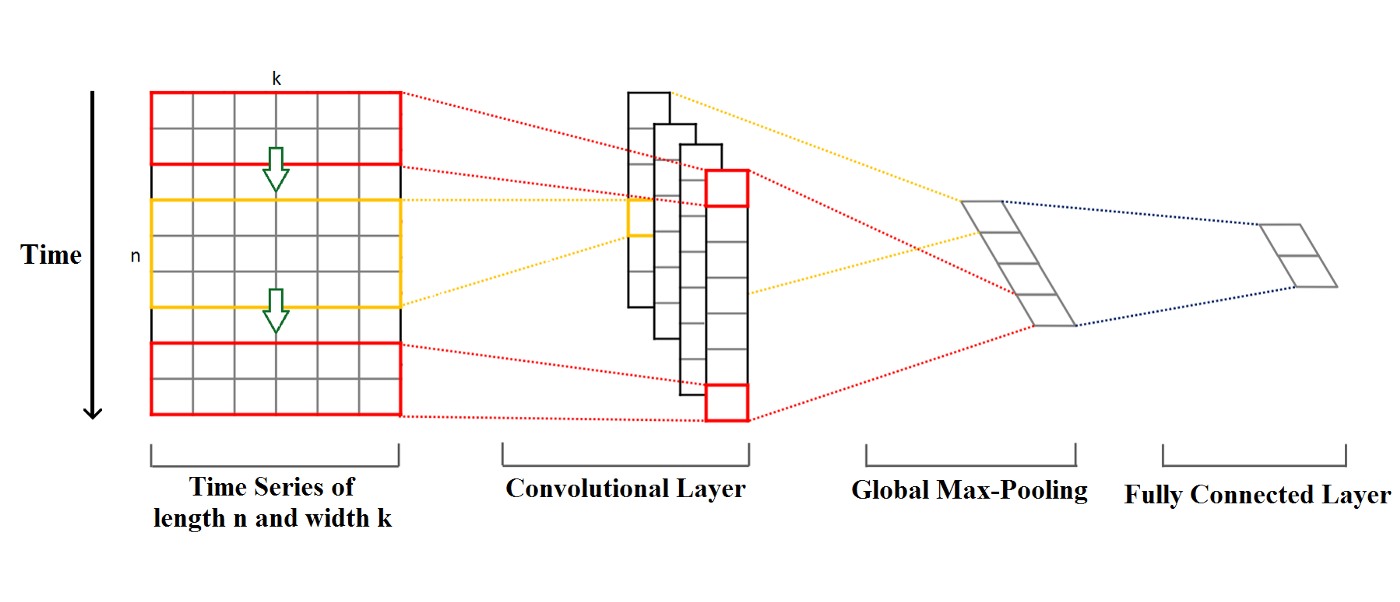 k
Time
n
Time Series of
length n and width k
Convolutional Layer
Global Max-Pooling
Fully Connected Layer